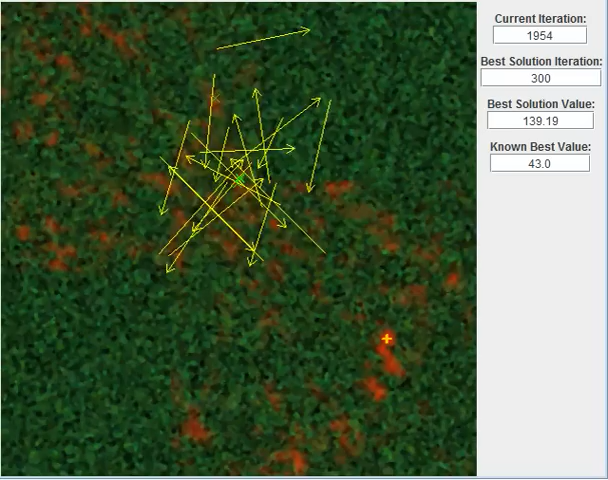 Current Iteration:
1954
Best Solution Iteration:
300
Best Solution Value:
139.19
Known Best Value:
43.0